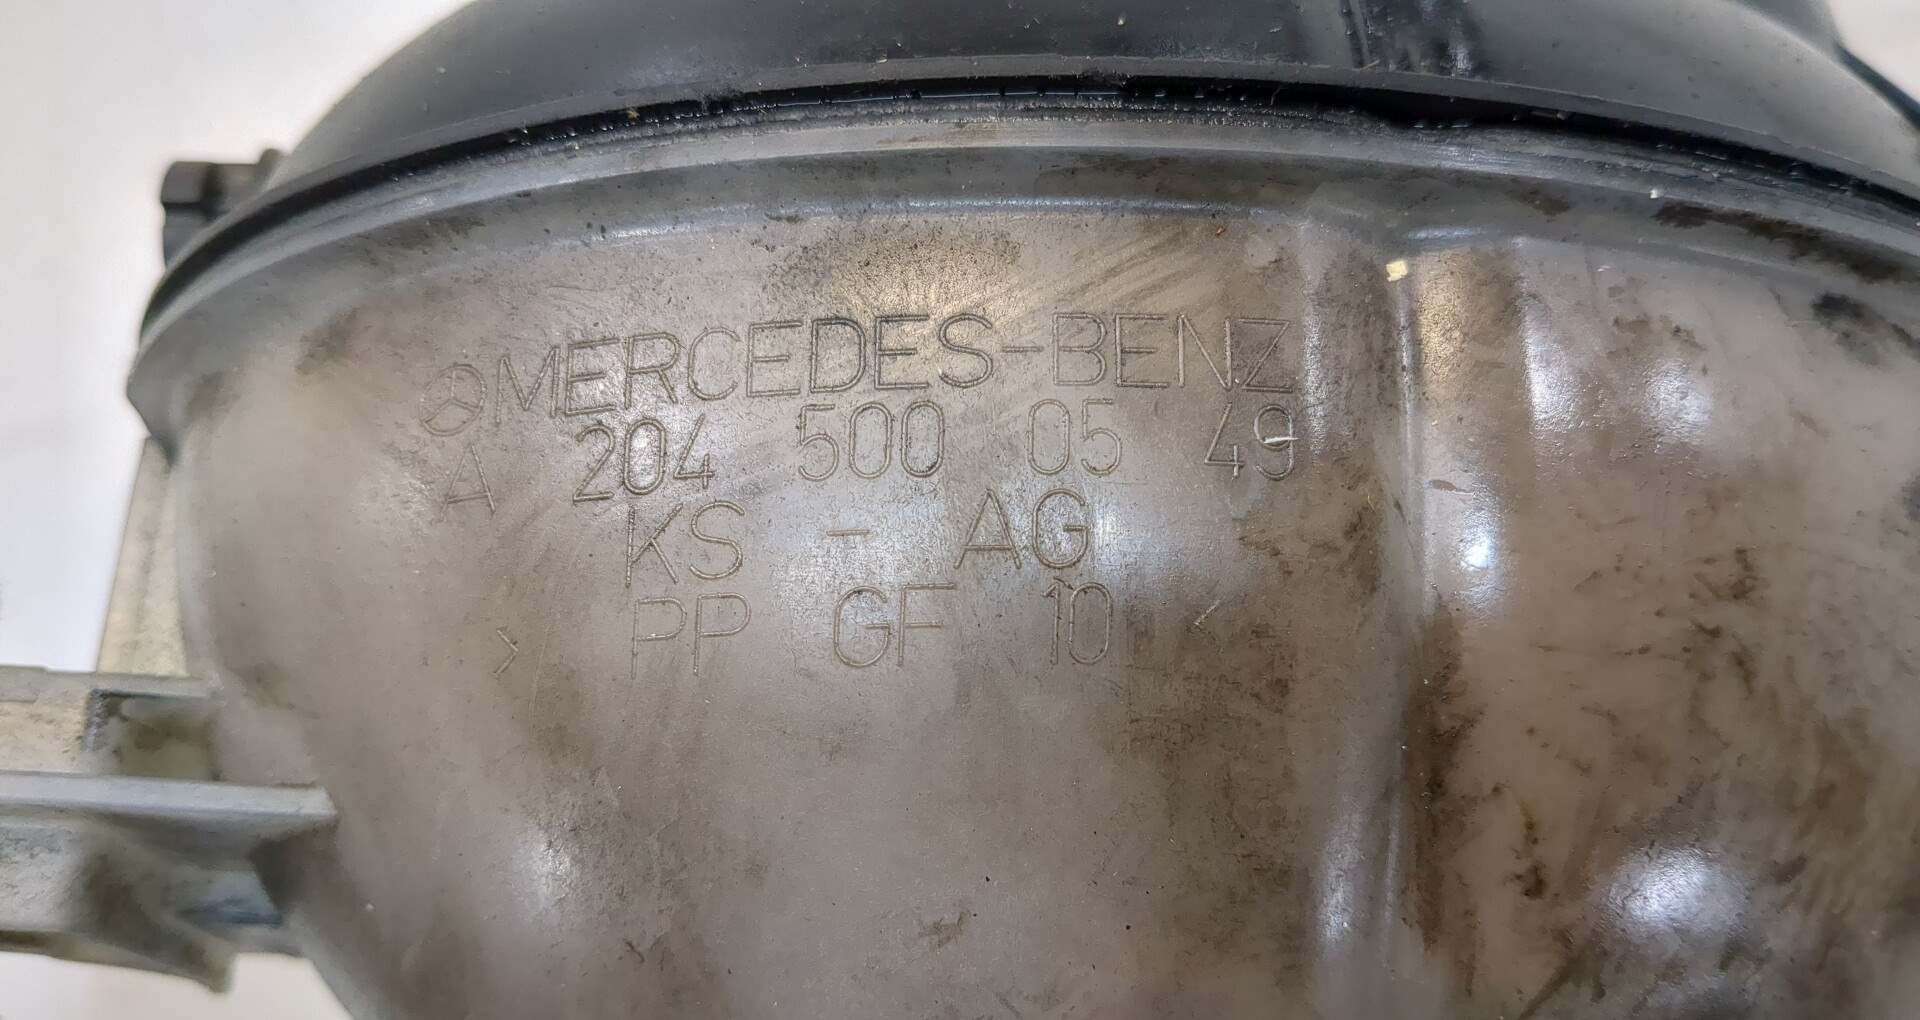 MERCEDES-BENZ
A 204 500 05 49
KS - AG
> PP GF 10 <